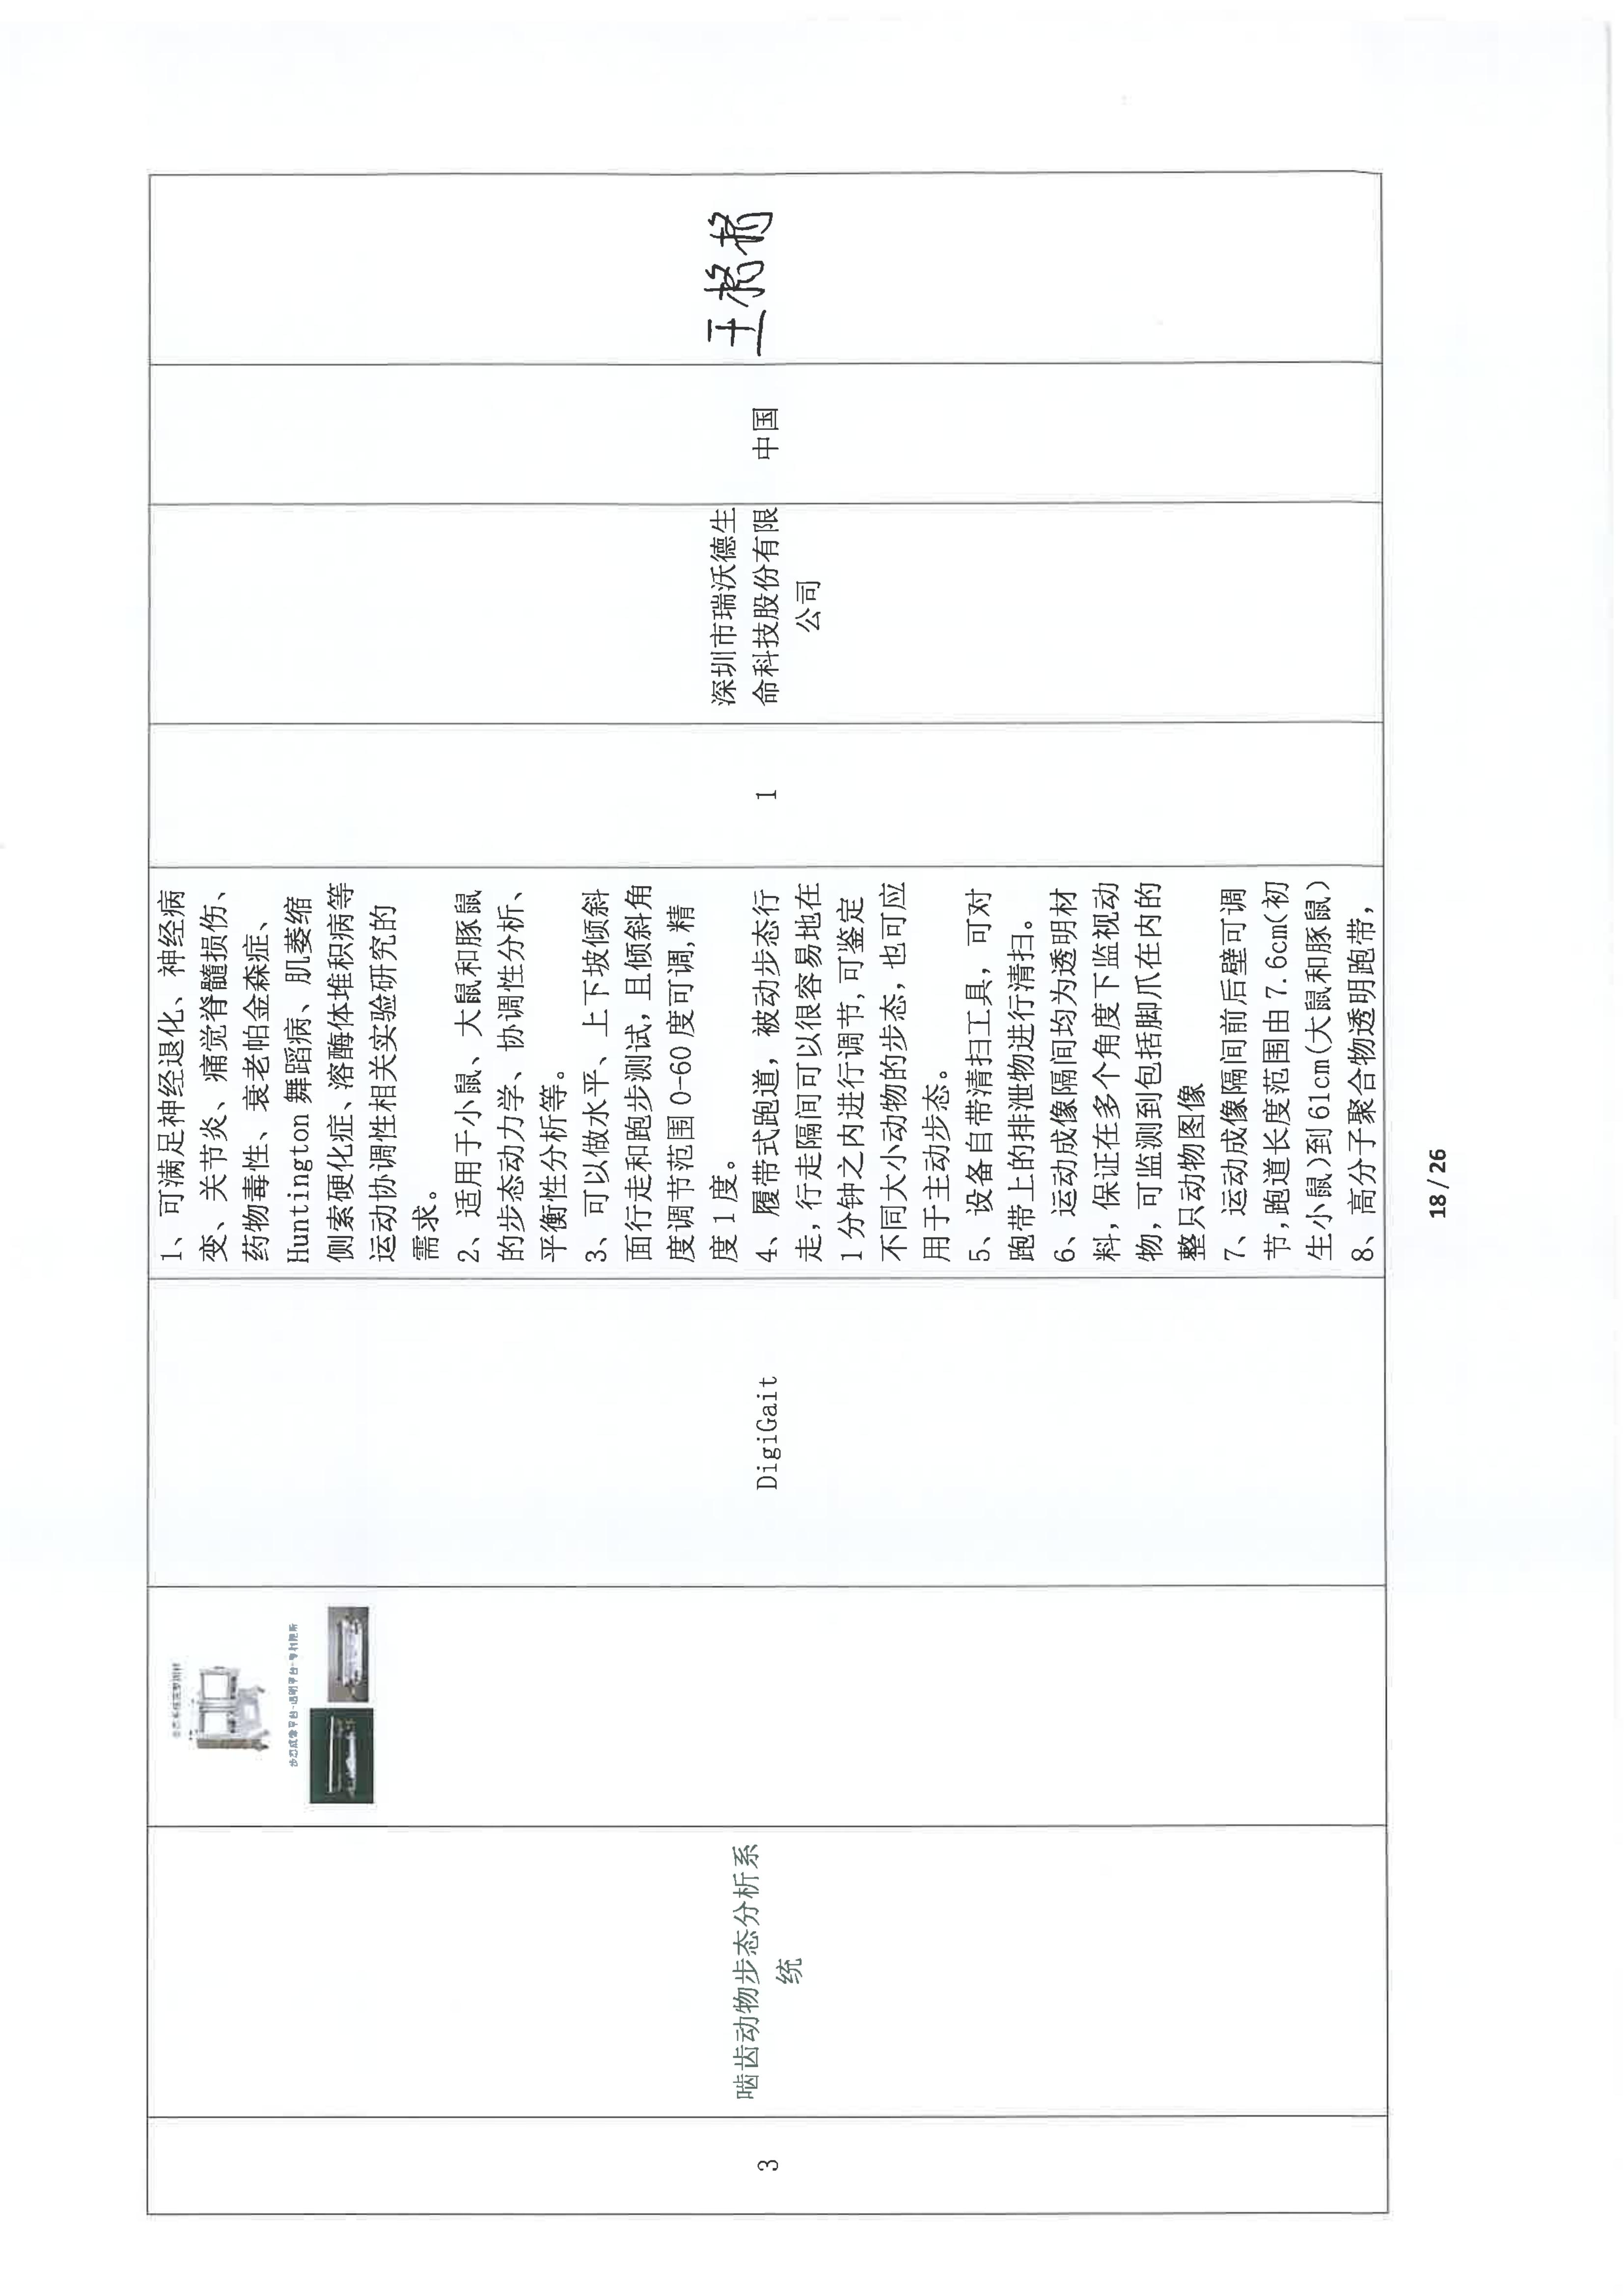 3
啮齿动物步态分析系
统
步态成像平台-透明平台-专利跑斯
DigiGait
1、可满足神经退化、神经病
变、关节炎、痛觉脊髓损伤、
药物毒性、衰老帕金森症、
Huntington 舞蹈病、肌萎缩
侧索硬化症、溶酶体堆积病等
运动协调性相关实验研究的
需求。
2、适用于小鼠、大鼠和豚鼠
的步态动力学、协调性分析、
平衡性分析等。
3、可以做水平、上下坡倾斜
面行走和跑步测试，且倾斜角
度调节范围 0-60 度可调,精
度 1 度。
4、履带式跑道，被动步态行
走,行走隔间可以很容易地在
1 分钟之内进行调节,可鉴定
不同大小动物的步态，也可应
用于主动步态。
5、设备自带清扫工具，可对
跑带上的排泄物进行清扫。
6、运动成像隔间均为透明材
料,保证在多个角度下监视动
物，可监测到包括脚爪在内的
整只动物图像
7、运动成像隔间前后壁可调
节,跑道长度范围由 7.6cm(初
生小鼠)到 61cm(大鼠和豚鼠)
8、高分子聚合物透明跑带，
1
深圳市瑞沃德生
命科技股份有限
公司
中国
18/26